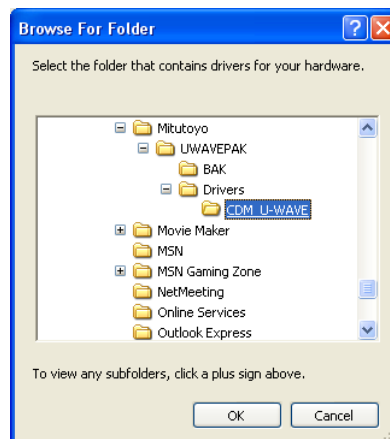 Browse For Folder
Select the folder that contains drivers for your hardware.
Mitutoyo
UWAVEPAK
BAK
Drivers
CDM U-WAVE
Movie Maker
MSN
MSN Gaming Zone
NetMeeting
Online Services
Outlook Express
To view any subfolders, click a plus sign above.
OK Cancel